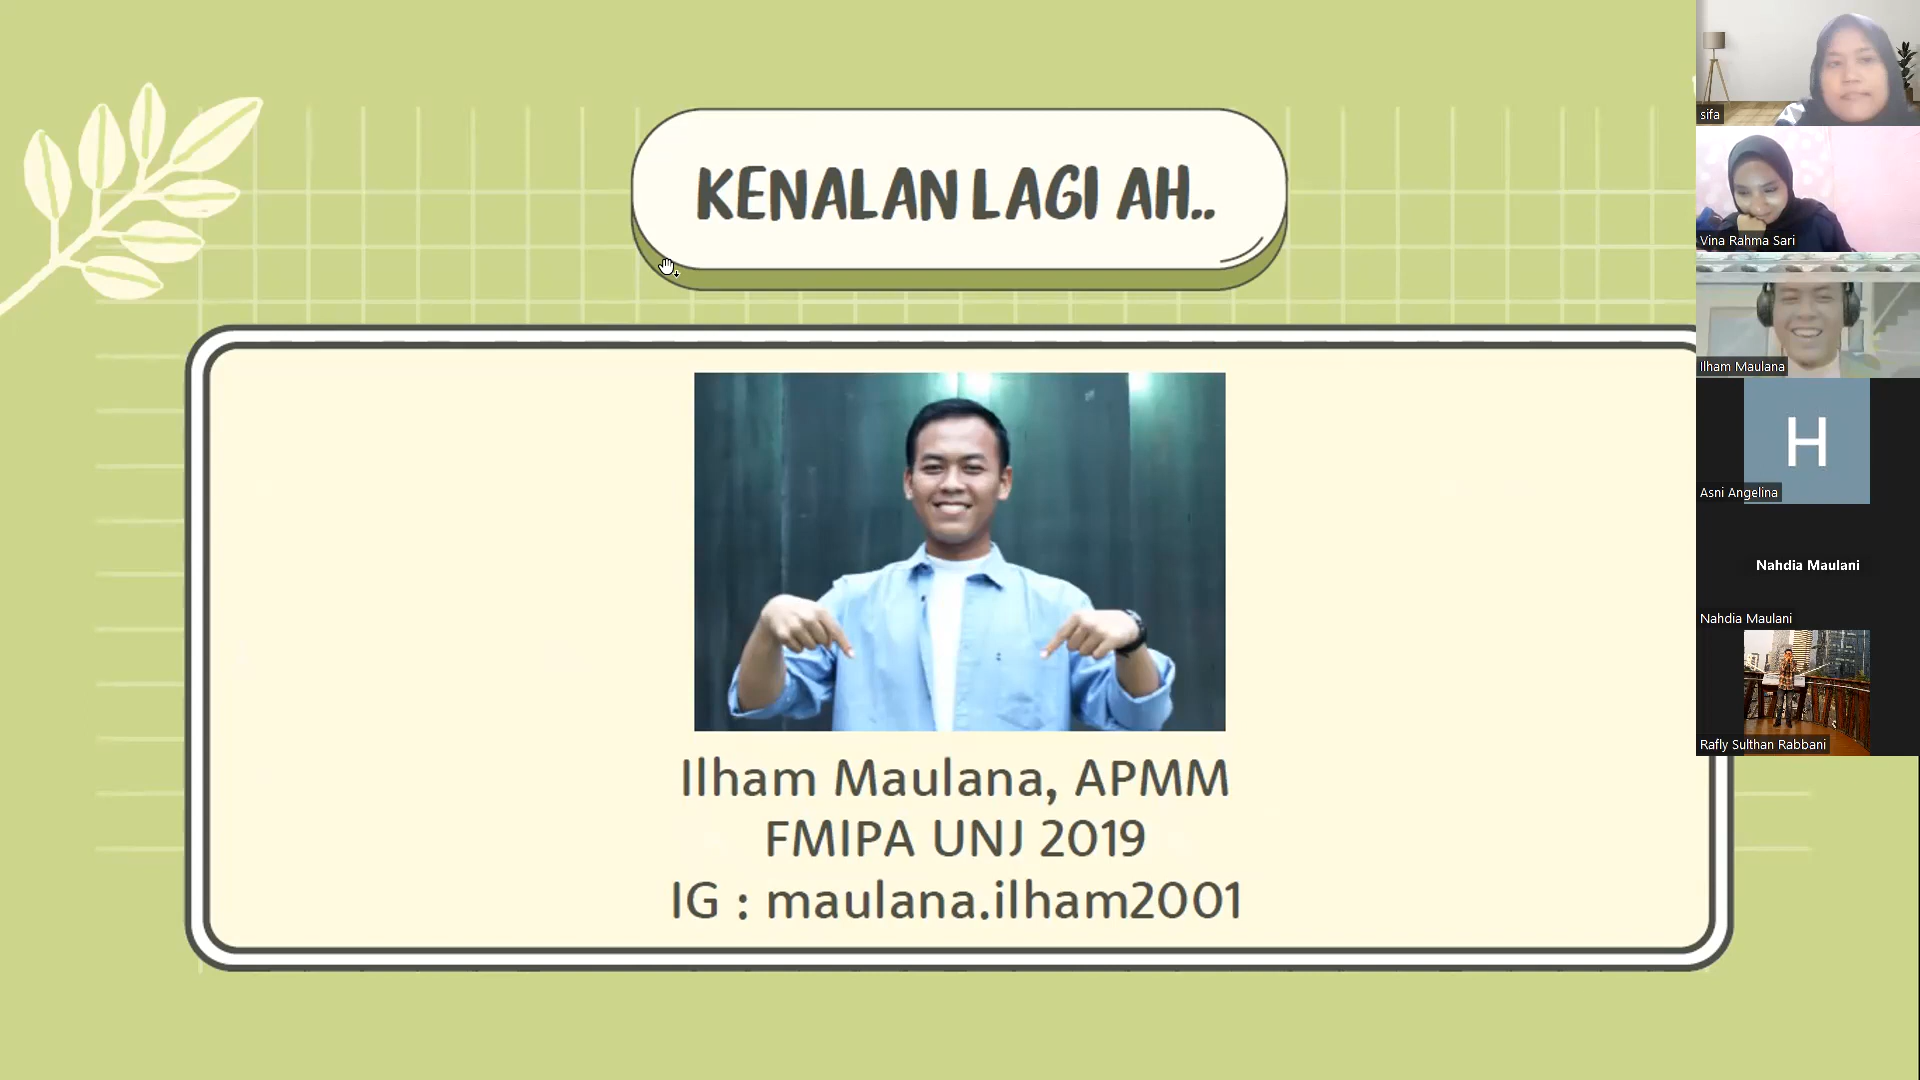 KENALAN LAGI AH..
Ilham Maulana, APMM
FMIPA UNJ 2019
IG : maulana.ilham2001
sifa
Vina Rahma Sari
Ilham Maulana
H
Asni Angelina
Nahdia Maulani
Nahdia Maulani
Rafly Sulthan Rabbani